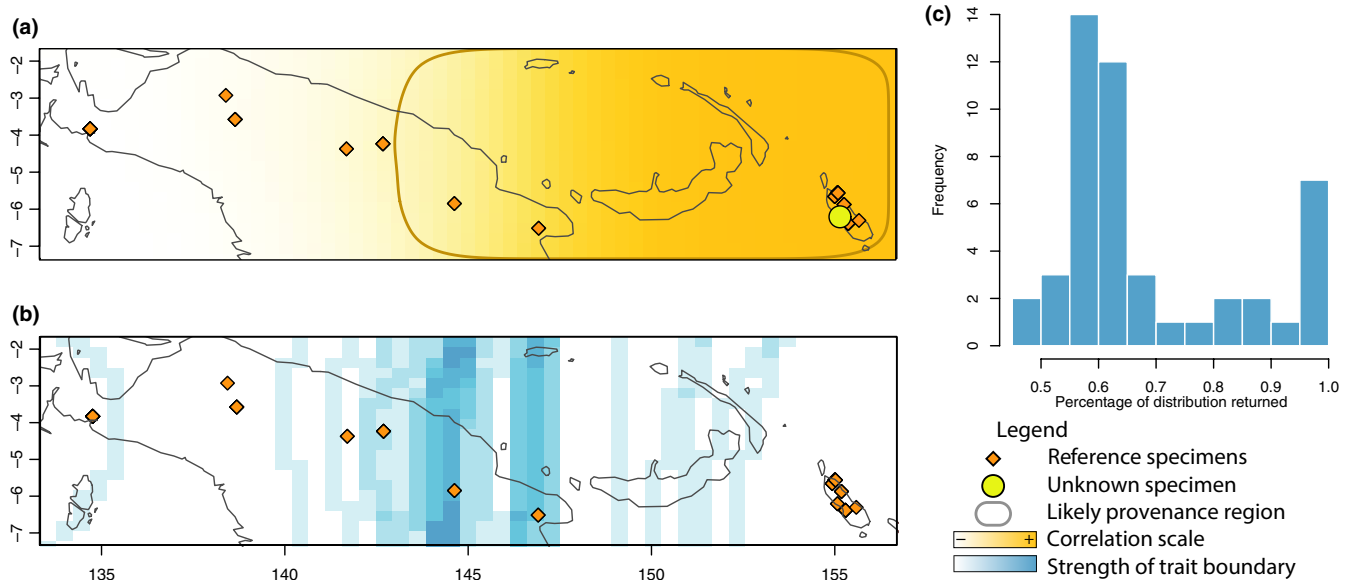 (a)
-2
-3
-4
-5
-6
-7
(b)
-2
-3
-4
-5
-6
-7
135
140
145
150
155
(c)
14
12
10
8
6
4
2
0
Frequency
0.5
0.6
0.7
0.8
0.9
1.0
Percentage of distribution returned
Legend
Reference specimens
Unknown specimen
Likely provenance region
− + Correlation scale
Strength of trait boundary